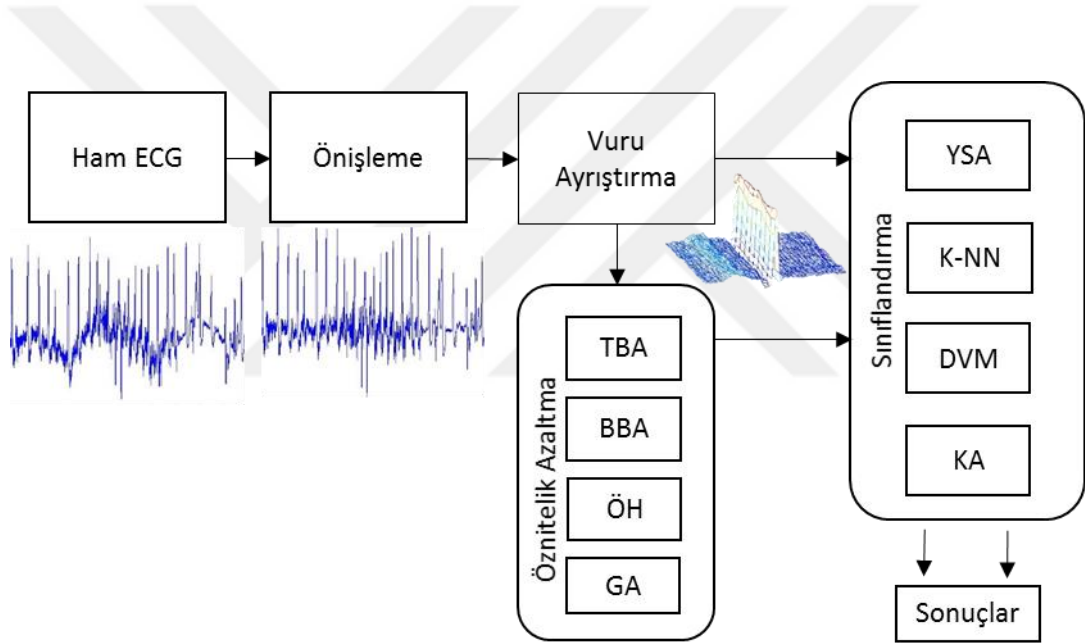 Ham ECG
Önişleme
Vuru
Ayrıştırma
Öznitelik Azaltma
TBA
BBA
ÖH
GA
Sınıflandırma
YSA
K-NN
DVM
KA
Sonuçlar